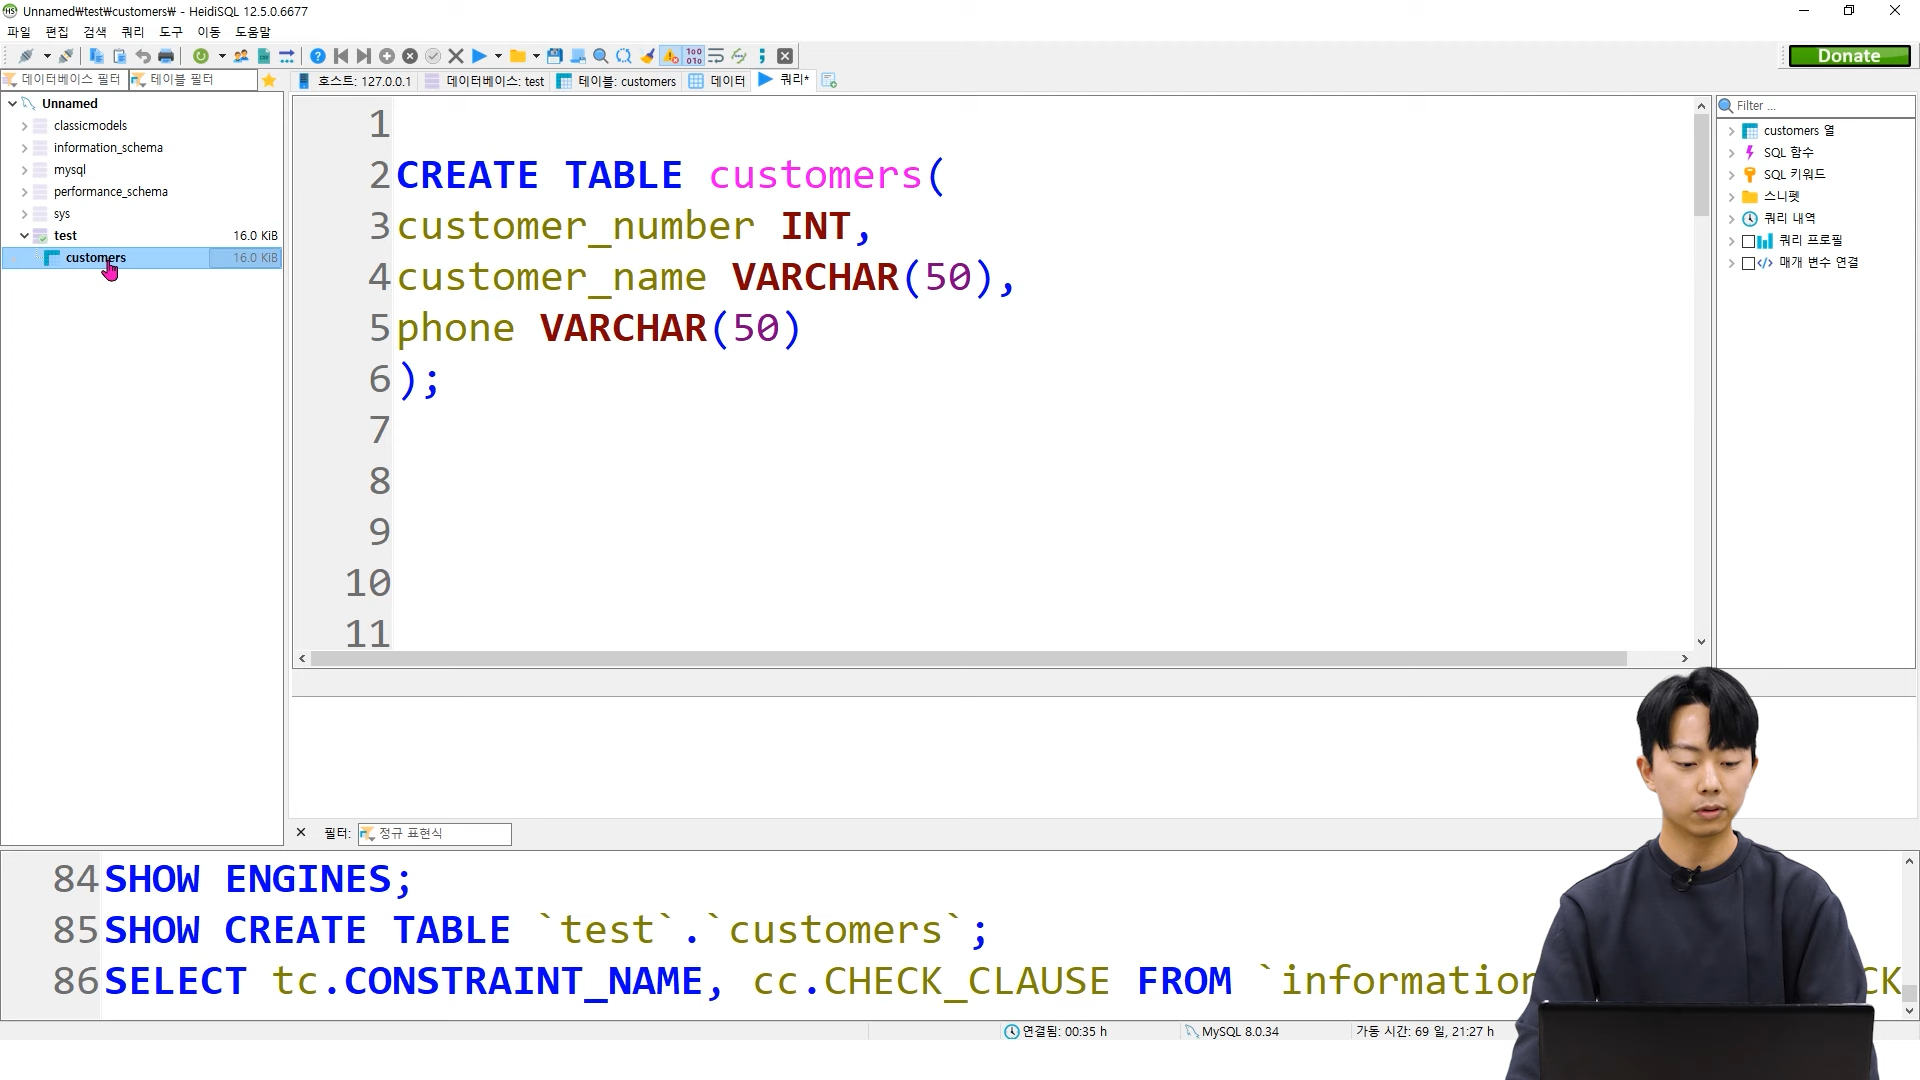 Unnamed₩test₩customers₩ - HeidiSQL 12.5.0.6677
파일 편집 검색 쿼리 도구 이동 도움말
Donate
데이터베이스 필터 테이블 필터
호스트: 127.0.0.1 데이터베이스: test 테이블: customers 데이터 쿼리*
Unnamed
classicmodels
information_schema
mysql
performance_schema
sys
test 16.0 KiB
customers 16.0 KiB
1
2 CREATE TABLE customers(
3 customer_number INT,
4 customer_name VARCHAR(50),
5 phone VARCHAR(50)
6 );
7
8
9
10
11
Filter ...
customers 열
SQL 함수
SQL 키워드
스니펫
쿼리 내역
쿼리 프로필
매개 변수 연결
필터: 정규 표현식
84 SHOW ENGINES;
85 SHOW CREATE TABLE `test`.`customers`;
86 SELECT tc.CONSTRAINT_NAME, cc.CHECK_CLAUSE FROM `information CK
연결됨: 00:35 h MySQL 8.0.34 가동 시간: 69 일, 21:27 h